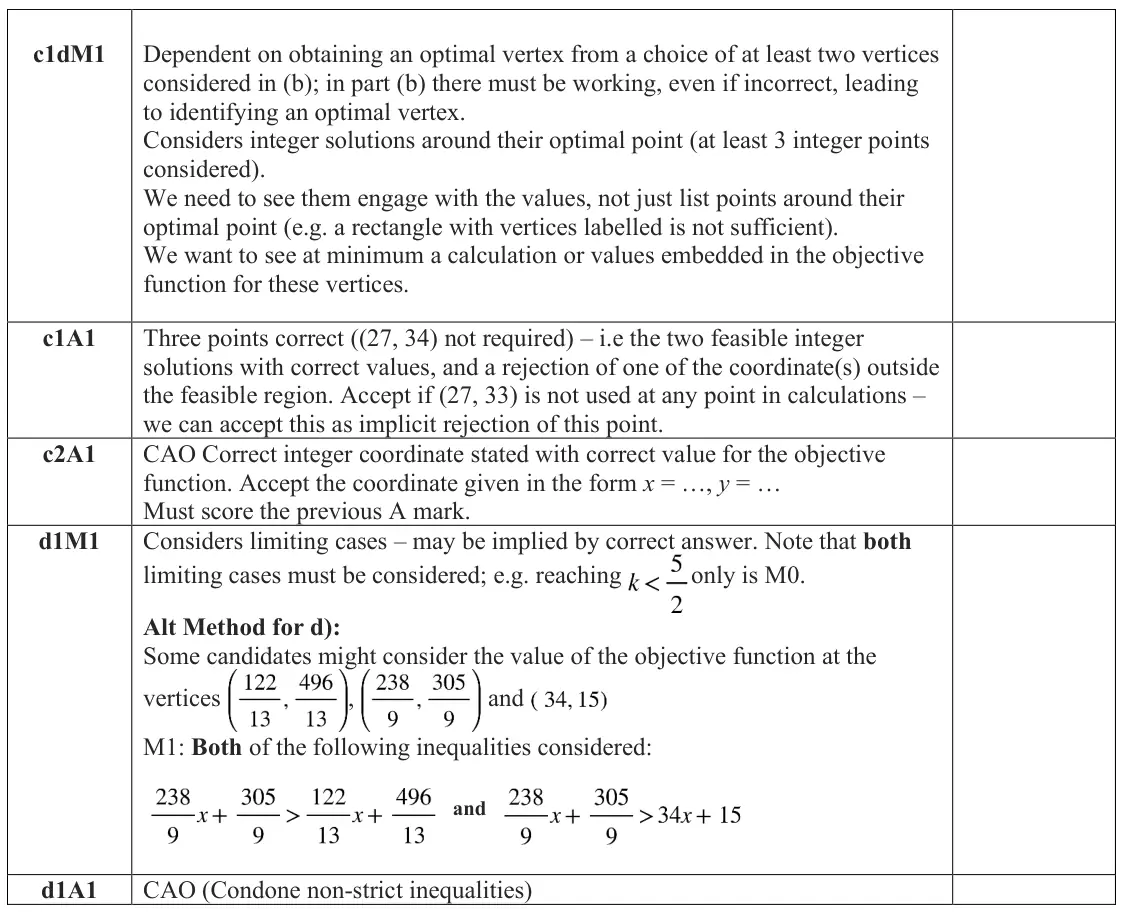 c1dM1 Dependent on obtaining an optimal vertex from a choice of at least two vertices
considered in (b); in part (b) there must be working, even if incorrect, leading
to identifying an optimal vertex.
Considers integer solutions around their optimal point (at least 3 integer points
considered).
We need to see them engage with the values, not just list points around their
optimal point (e.g. a rectangle with vertices labelled is not sufficient).
We want to see at minimum a calculation or values embedded in the objective
function for these vertices.
c1A1 Three points correct ((27, 34) not required) – i.e the two feasible integer
solutions with correct values, and a rejection of one of the coordinate(s) outside
the feasible region. Accept if (27, 33) is not used at any point in calculations –
we can accept this as implicit rejection of this point.
c2A1 CAO Correct integer coordinate stated with correct value for the objective
function. Accept the coordinate given in the form x = …, y = …
Must score the previous A mark.
d1M1 Considers limiting cases – may be implied by correct answer. Note that both
limiting cases must be considered; e.g. reaching k < 5/2 only is M0.
Alt Method for d):
Some candidates might consider the value of the objective function at the
vertices (122/13, 496/13), (238/9, 305/9) and ( 34, 15)
M1: Both of the following inequalities considered:
238/9 x + 305/9 > 122/13 x + 496/13 and 238/9 x + 305/9 > 34x + 15
d1A1 CAO (Condone non-strict inequalities)